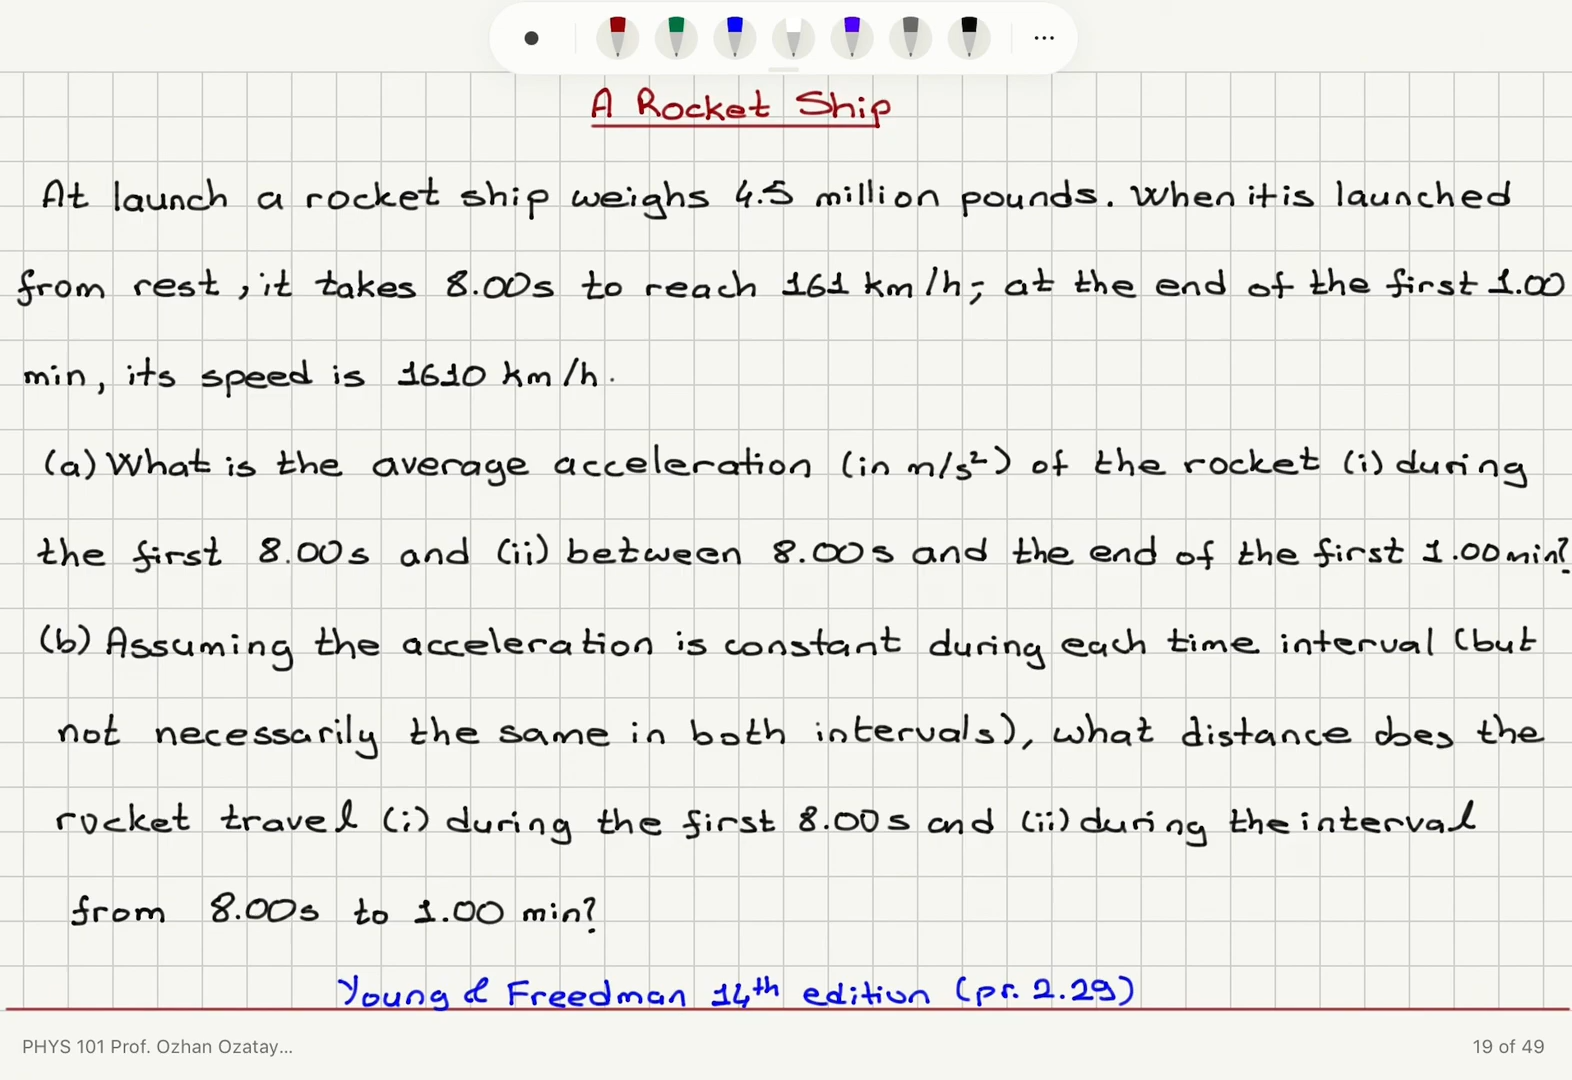 A Rocket Ship
At launch a rocket ship weighs 4.5 million pounds. When it is launched
from rest, it takes 8.00s to reach 161 km/h; at the end of the first 1.00
min, its speed is 1610 km/h.
(a) What is the average acceleration (in m/s²) of the rocket (i) during
the first 8.00s and (ii) between 8.00s and the end of the first 1.00 min?
(b) Assuming the acceleration is constant during each time interval (but
not necessarily the same in both intervals), what distance does the
rocket travel (i) during the first 8.00s and (ii) during the interval
from 8.00s to 1.00 min?
Young & Freedman 14th edition (pr. 2.29)
PHYS 101 Prof. Ozhan Ozatay...
19 of 49